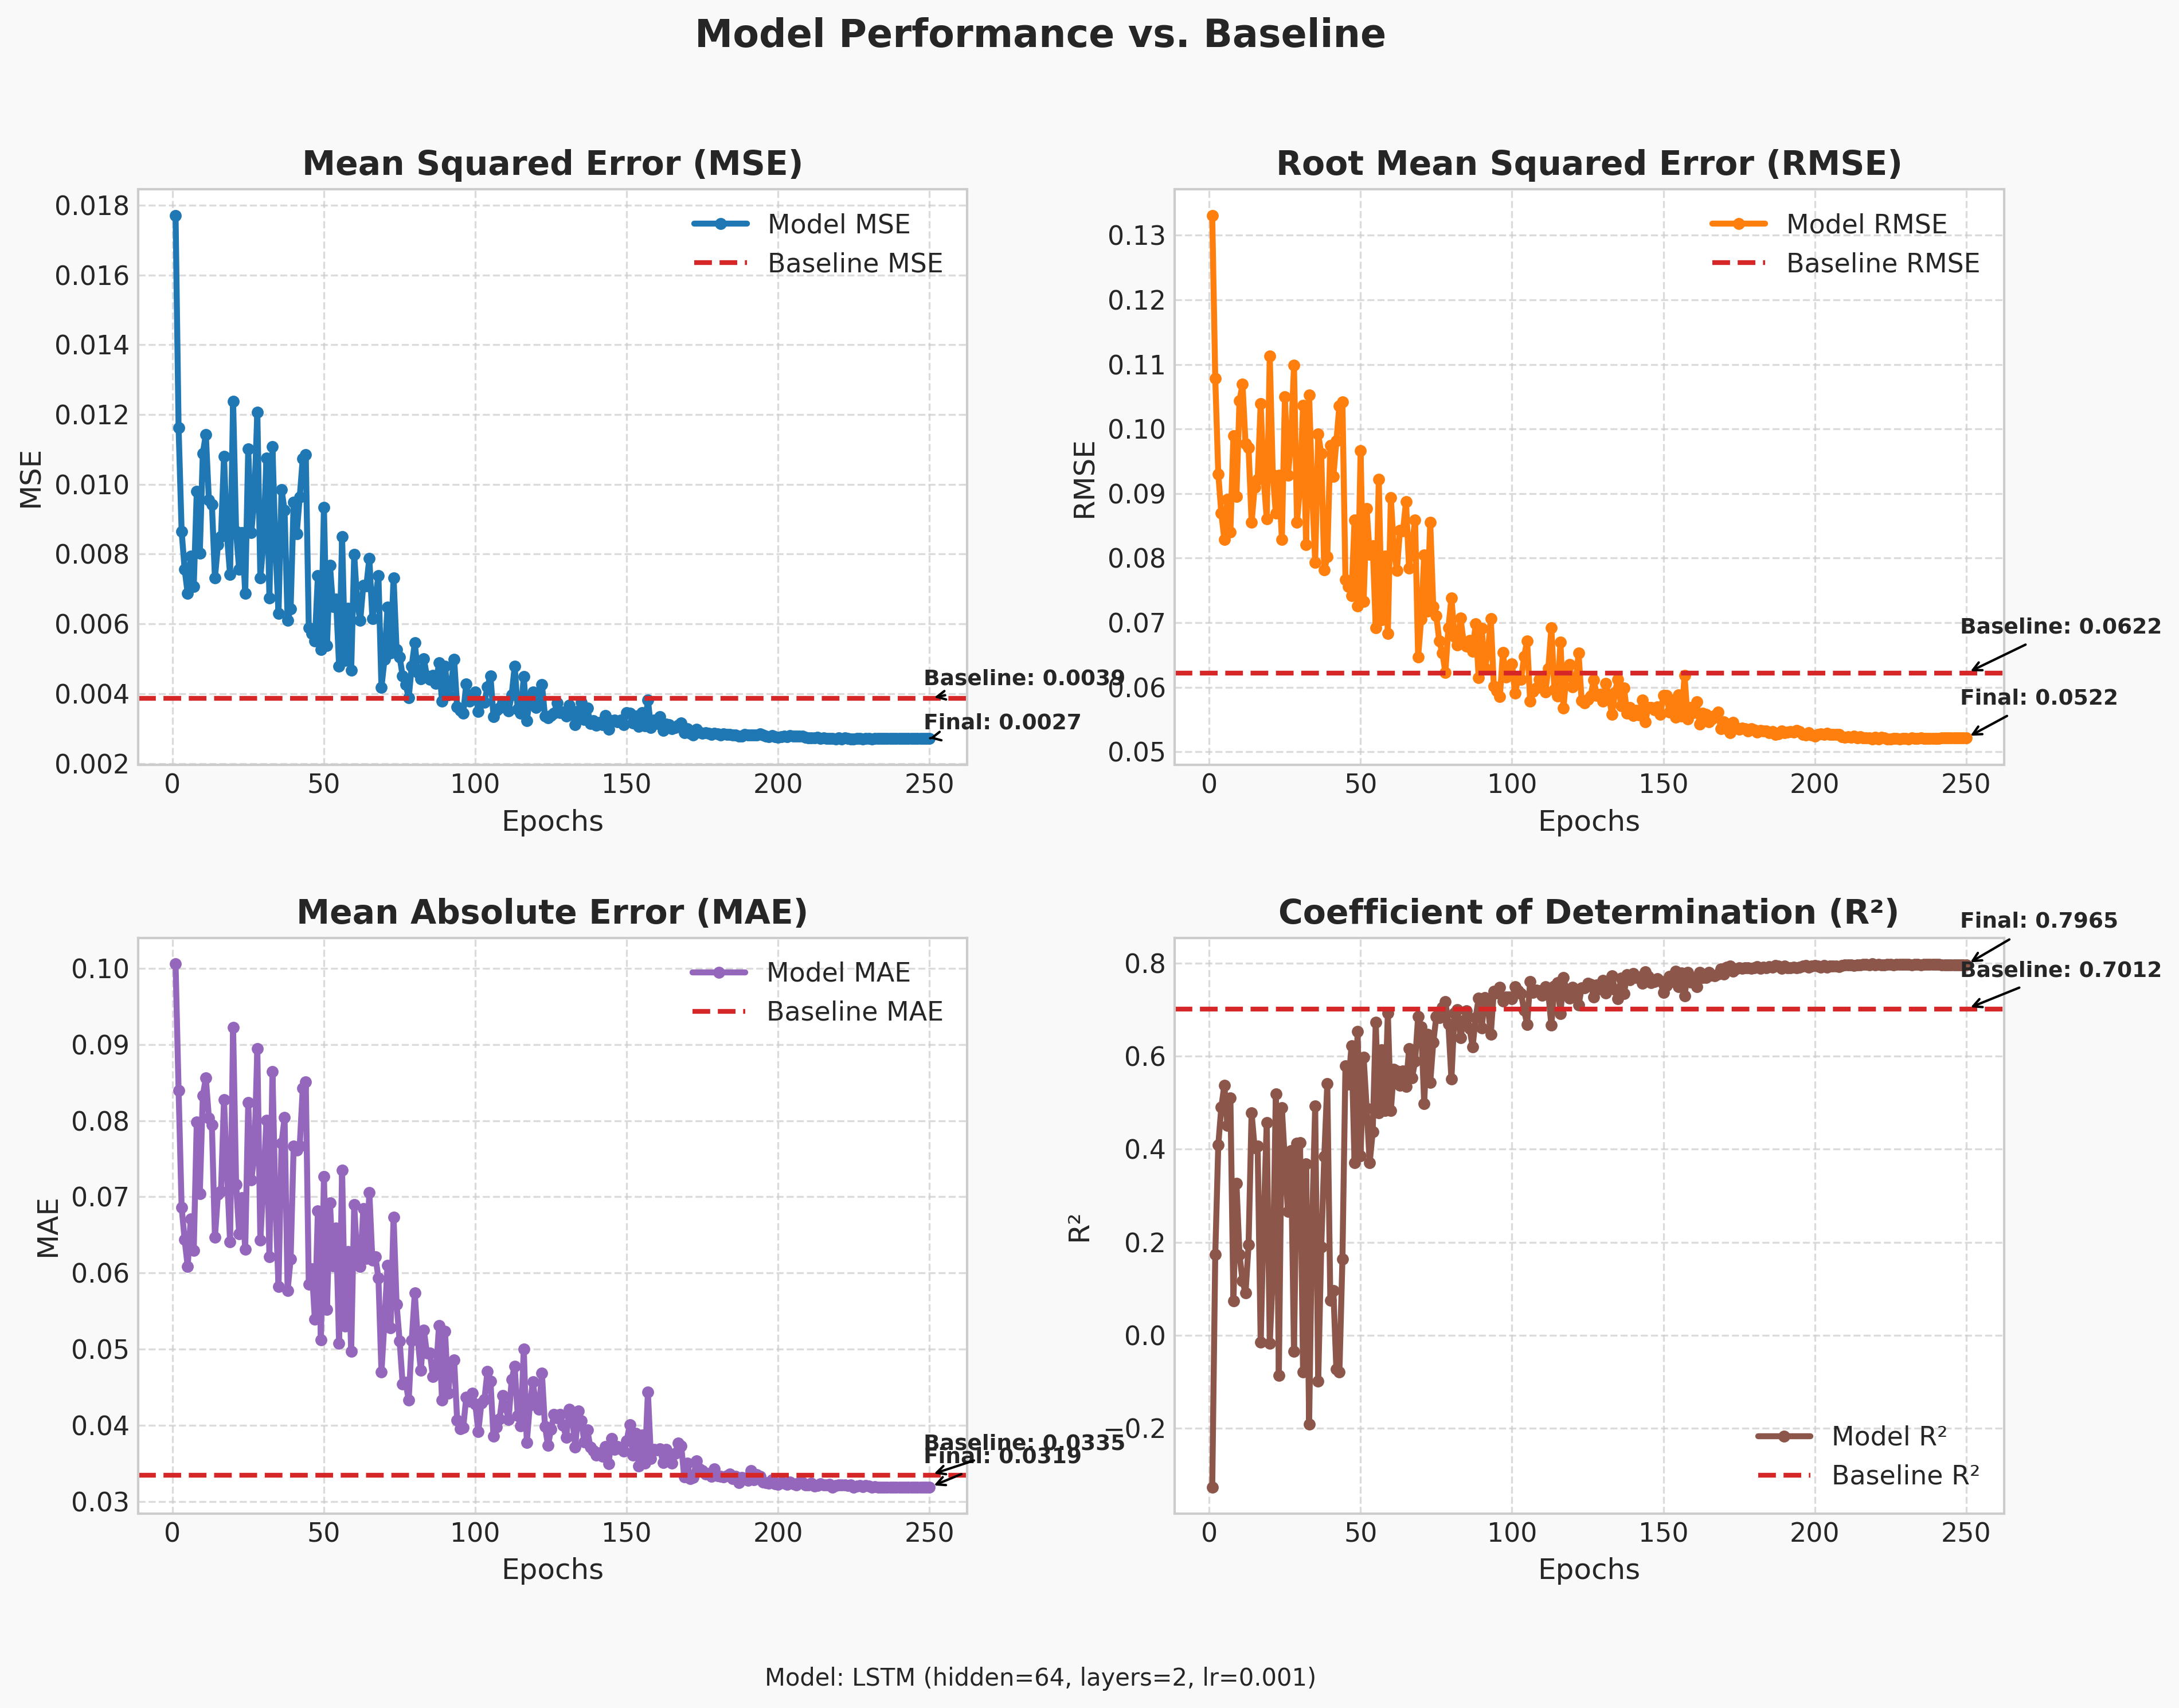 Model Performance vs. Baseline
Mean Squared Error (MSE)
0.018
0.016
0.014
0.012
0.010
0.008
0.006
0.004
0.002
MSE
Model MSE
Baseline MSE
Baseline: 0.0039
Final: 0.0027
0 50 100 150 200 250
Epochs
Root Mean Squared Error (RMSE)
0.13
0.12
0.11
0.10
0.09
0.08
0.07
0.06
0.05
RMSE
Model RMSE
Baseline RMSE
Baseline: 0.0622
Final: 0.0522
0 50 100 150 200 250
Epochs
Mean Absolute Error (MAE)
0.10
0.09
0.08
0.07
0.06
0.05
0.04
0.03
MAE
Model MAE
Baseline MAE
Baseline: 0.0335
Final: 0.0319
0 50 100 150 200 250
Epochs
Coefficient of Determination (R²)
0.8
0.6
0.4
0.2
0.0
−0.2
R²
Final: 0.7965
Baseline: 0.7012
Model R²
Baseline R²
0 50 100 150 200 250
Epochs
Model: LSTM (hidden=64, layers=2, lr=0.001)